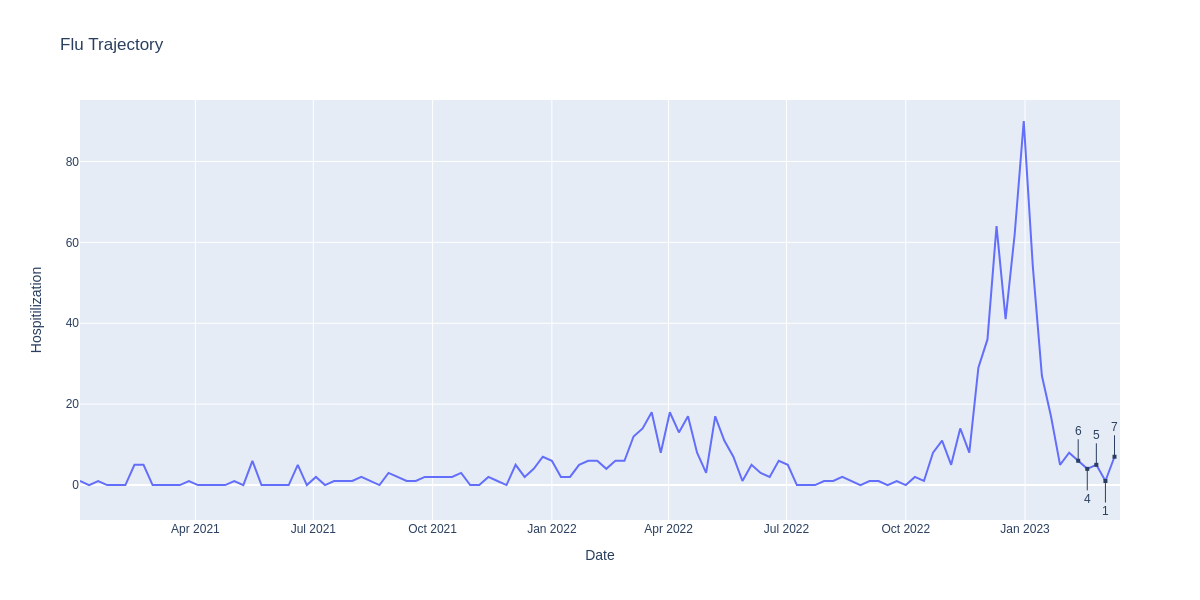 Flu Trajectory
Hospitilization
80
60
40
20
0
6
5
7
4
1
Apr 2021
Jul 2021
Oct 2021
Jan 2022
Apr 2022
Jul 2022
Oct 2022
Jan 2023
Date